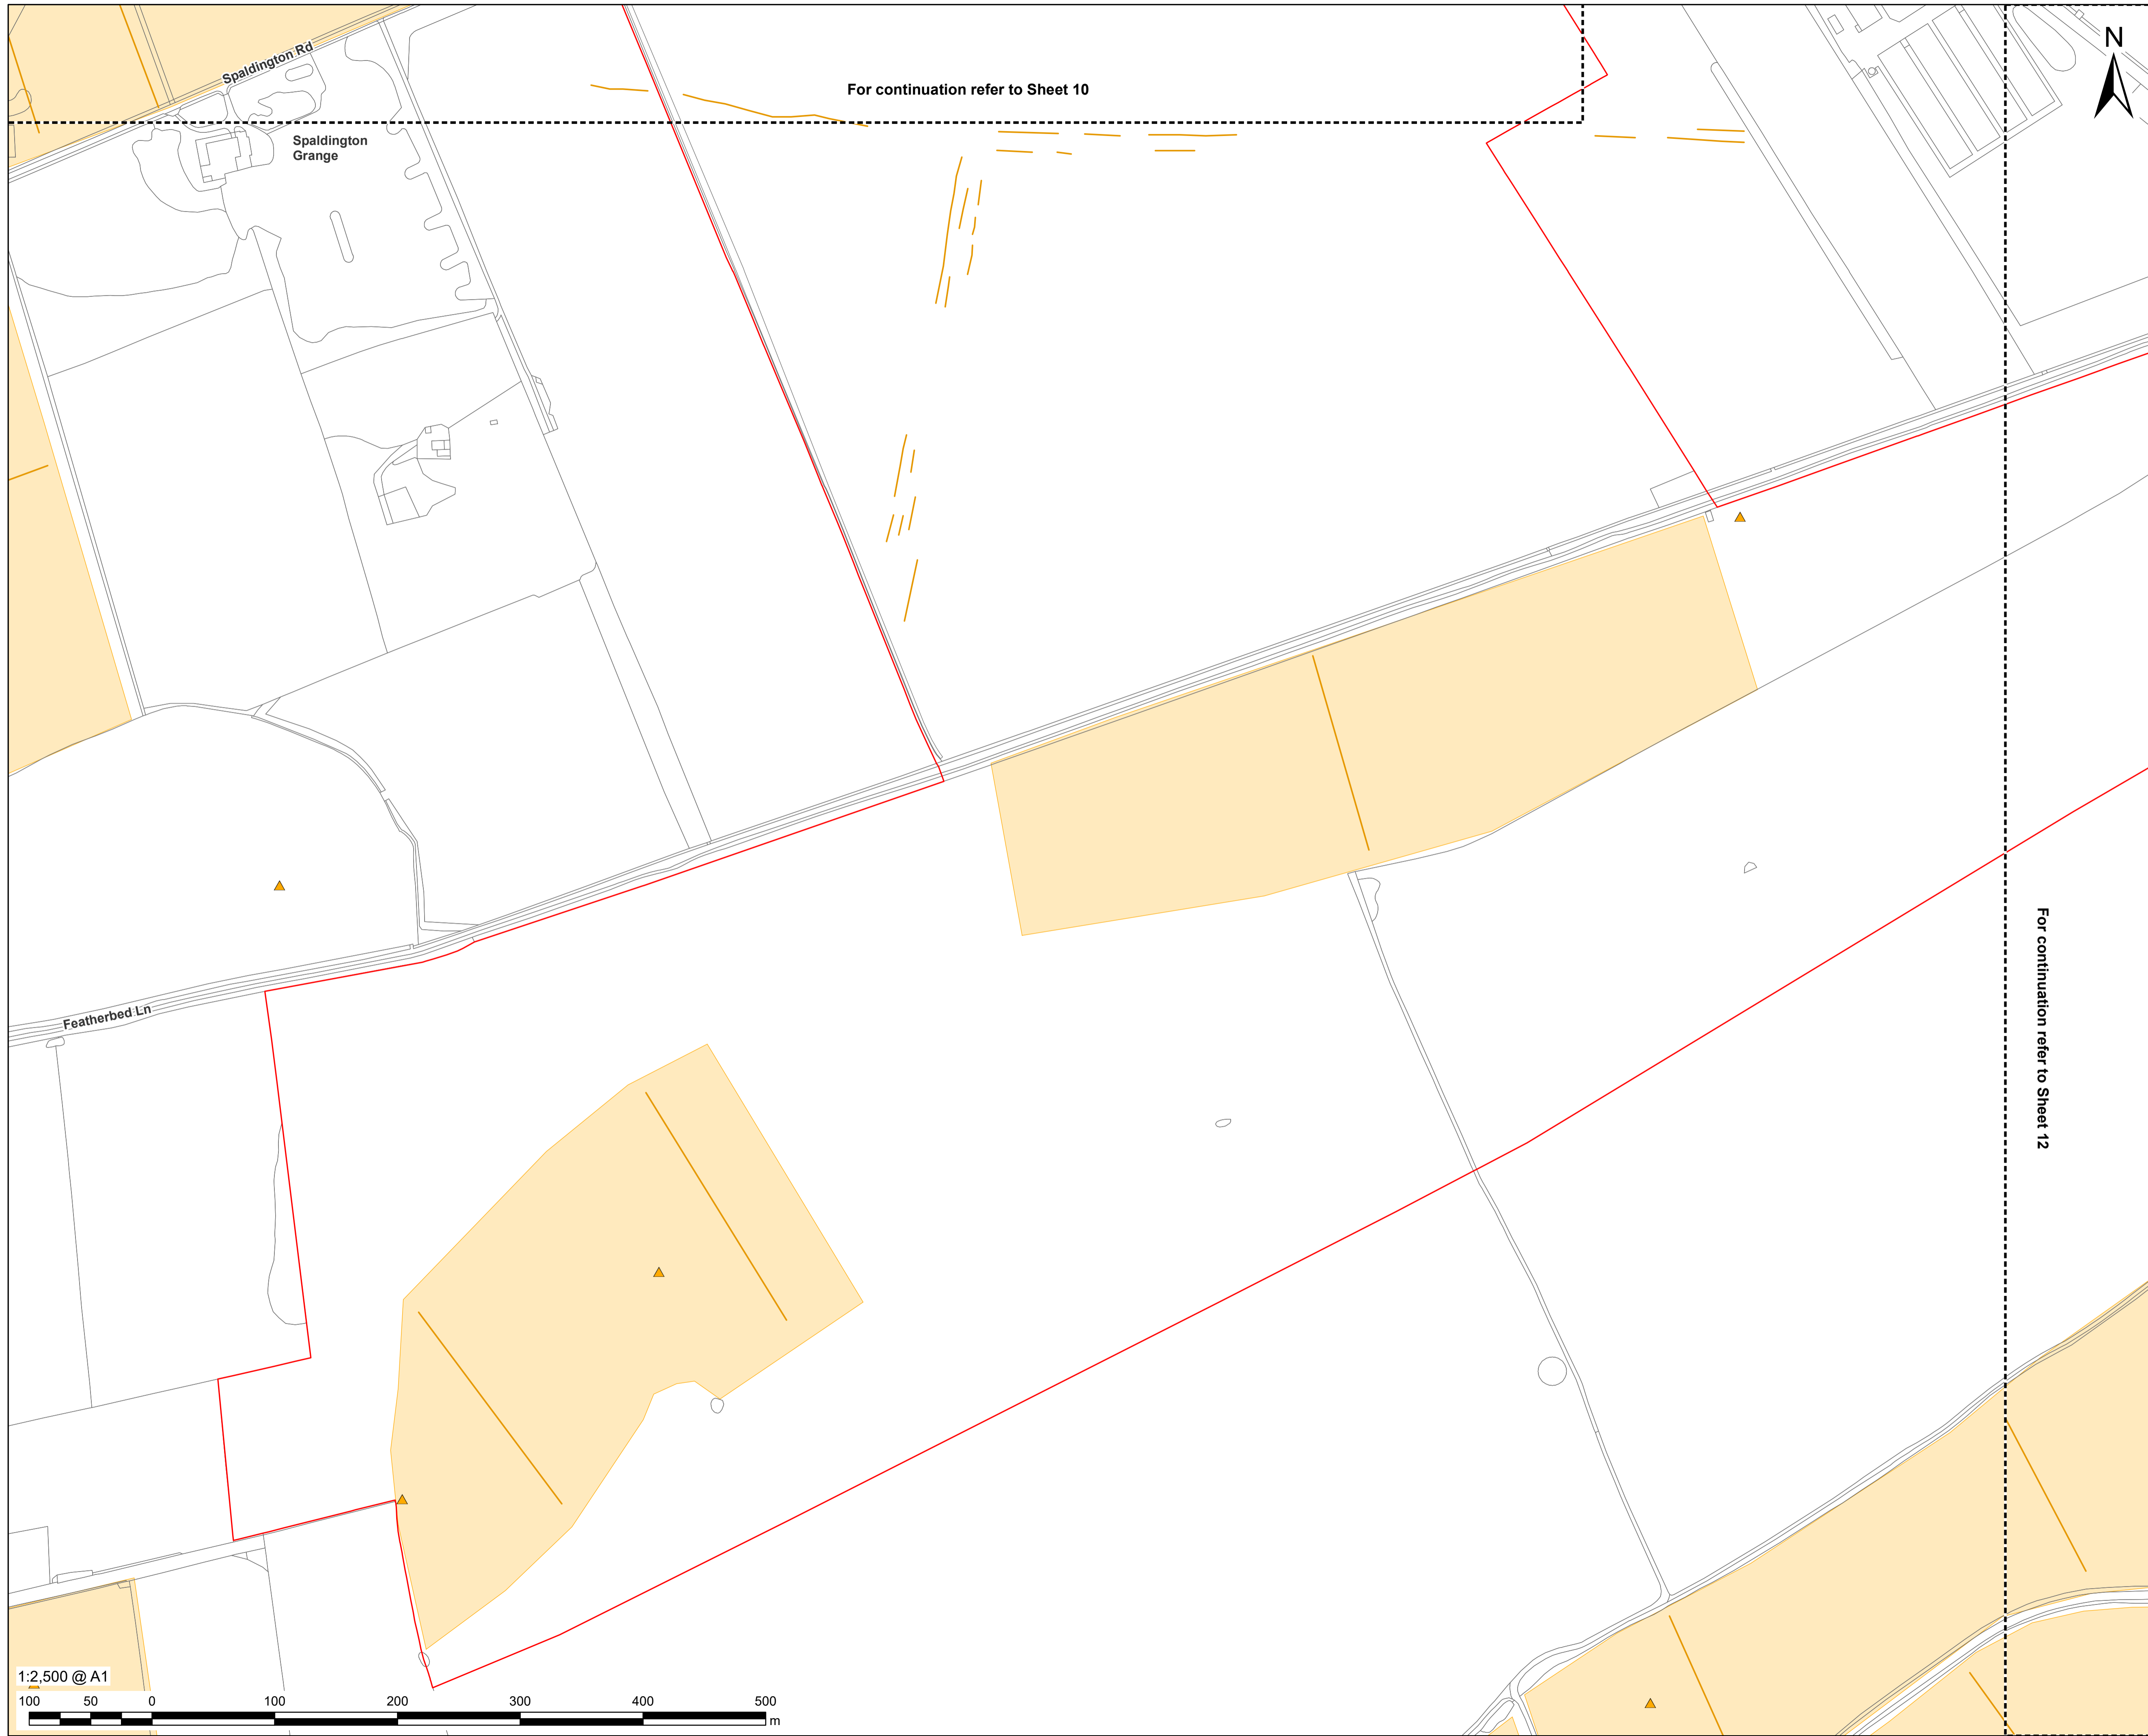 N
Spaldington Rd
For continuation refer to Sheet 10
Spaldington
Grange
For continuation refer to Sheet 12
Featherbed Ln
1:2,500 @ A1
100 50 0 100 200 300 400 500
m